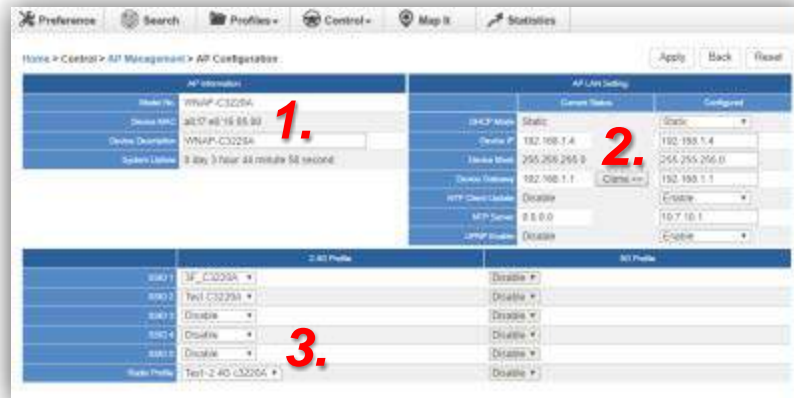 Preference Search Profiles Control Map It Statistics
Home > Control > AP Management > AP Configuration Apply Back Reset
AP Information AP LAN Setting
Current Status Configured
Model No. WNAP-C3220A
Device MAC
DHCP Mode Static Static
Device Description WNAP-C3220A
Device IP 192.168.1.4 192.168.1.4
System Uptime 0 day 3 hour 44 minute 58 second
Device Mask 255.255.255.0 255.255.255.0
Device Gateway 192.168.1.1 Clone >> 192.168.1.1
NTP Client Update Disable Enable
NTP Server 0.0.0.0 10.7.10.1
UPNP Enable Disable Enable
1.
2.
2.4G Profile 5G Profile
SSID 1 3F_C3220A Disable
SSID 2 Test C3220A Disable
SSID 3 Disable Disable
SSID 4 Disable Disable
SSID 5 Disable Disable
Radio Profile Test-2.4G c3220A Disable
3.